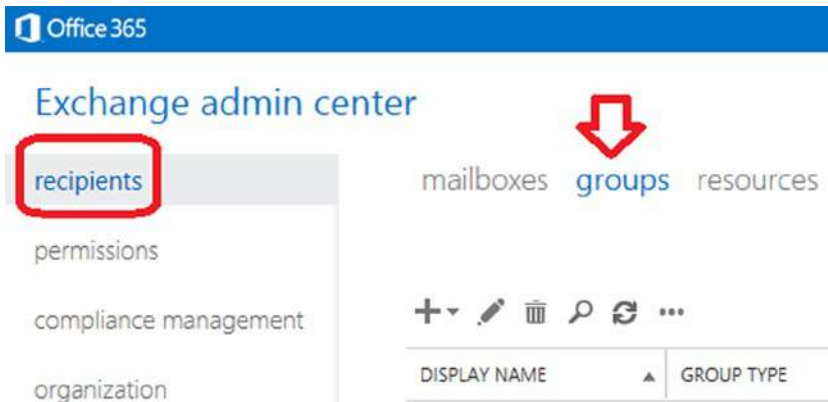 Office 365
Exchange admin center
recipients
permissions
compliance management
organization
mailboxes groups resources
DISPLAY NAME GROUP TYPE